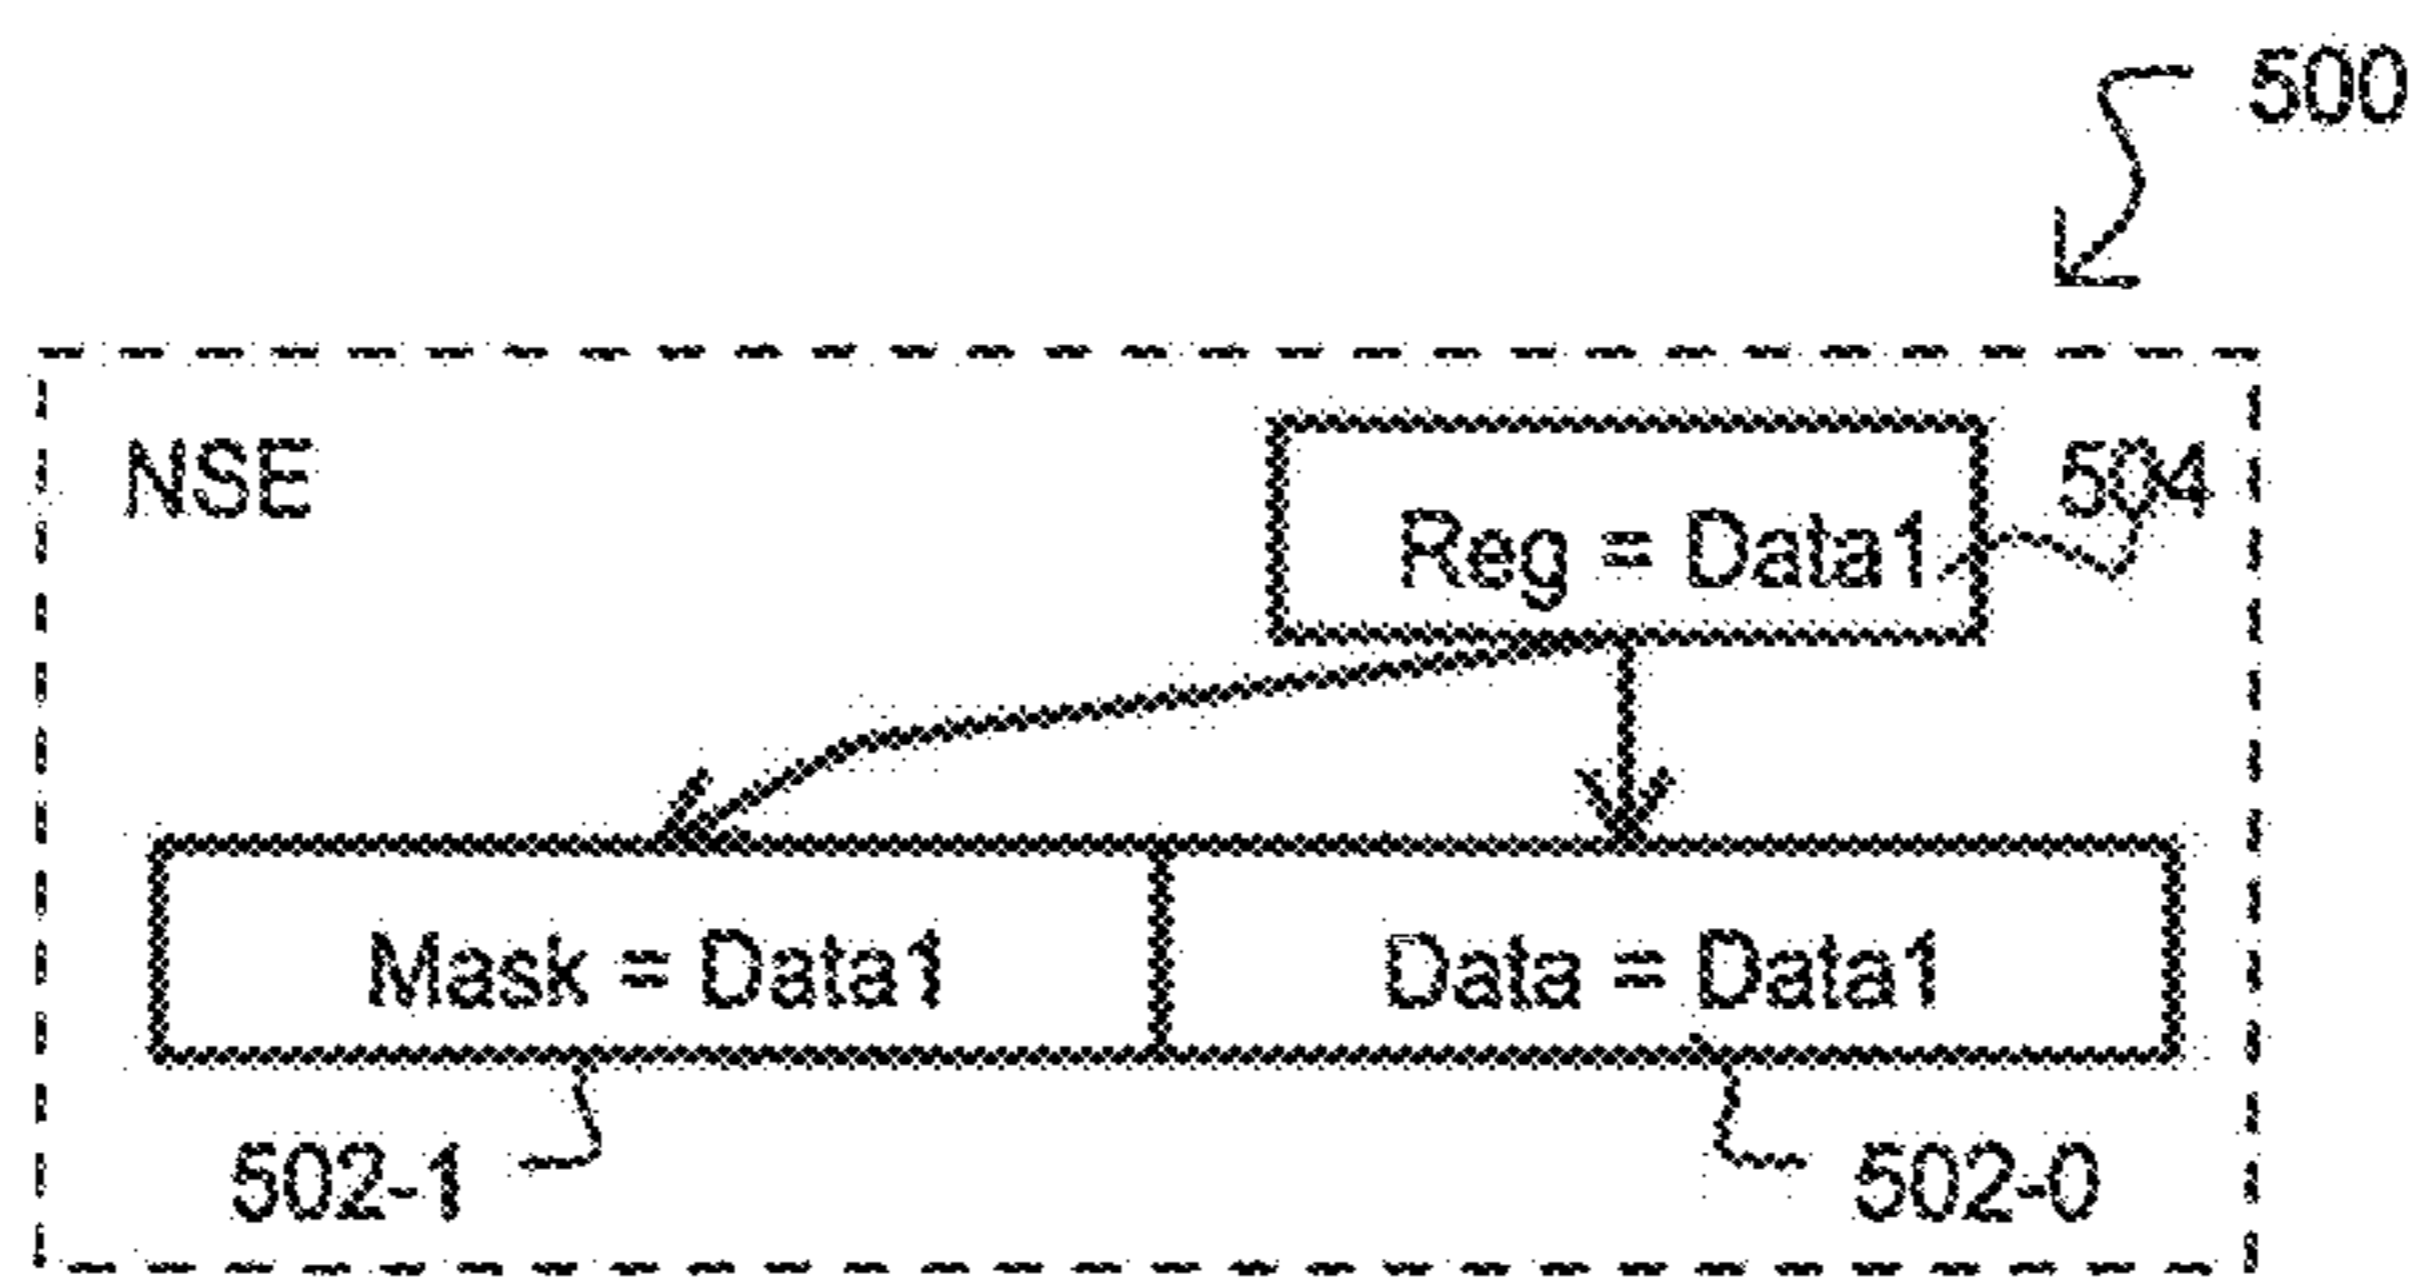 500
NSE
504
Reg = Data1
Mask = Data1
Data = Data1
502-1
502-0